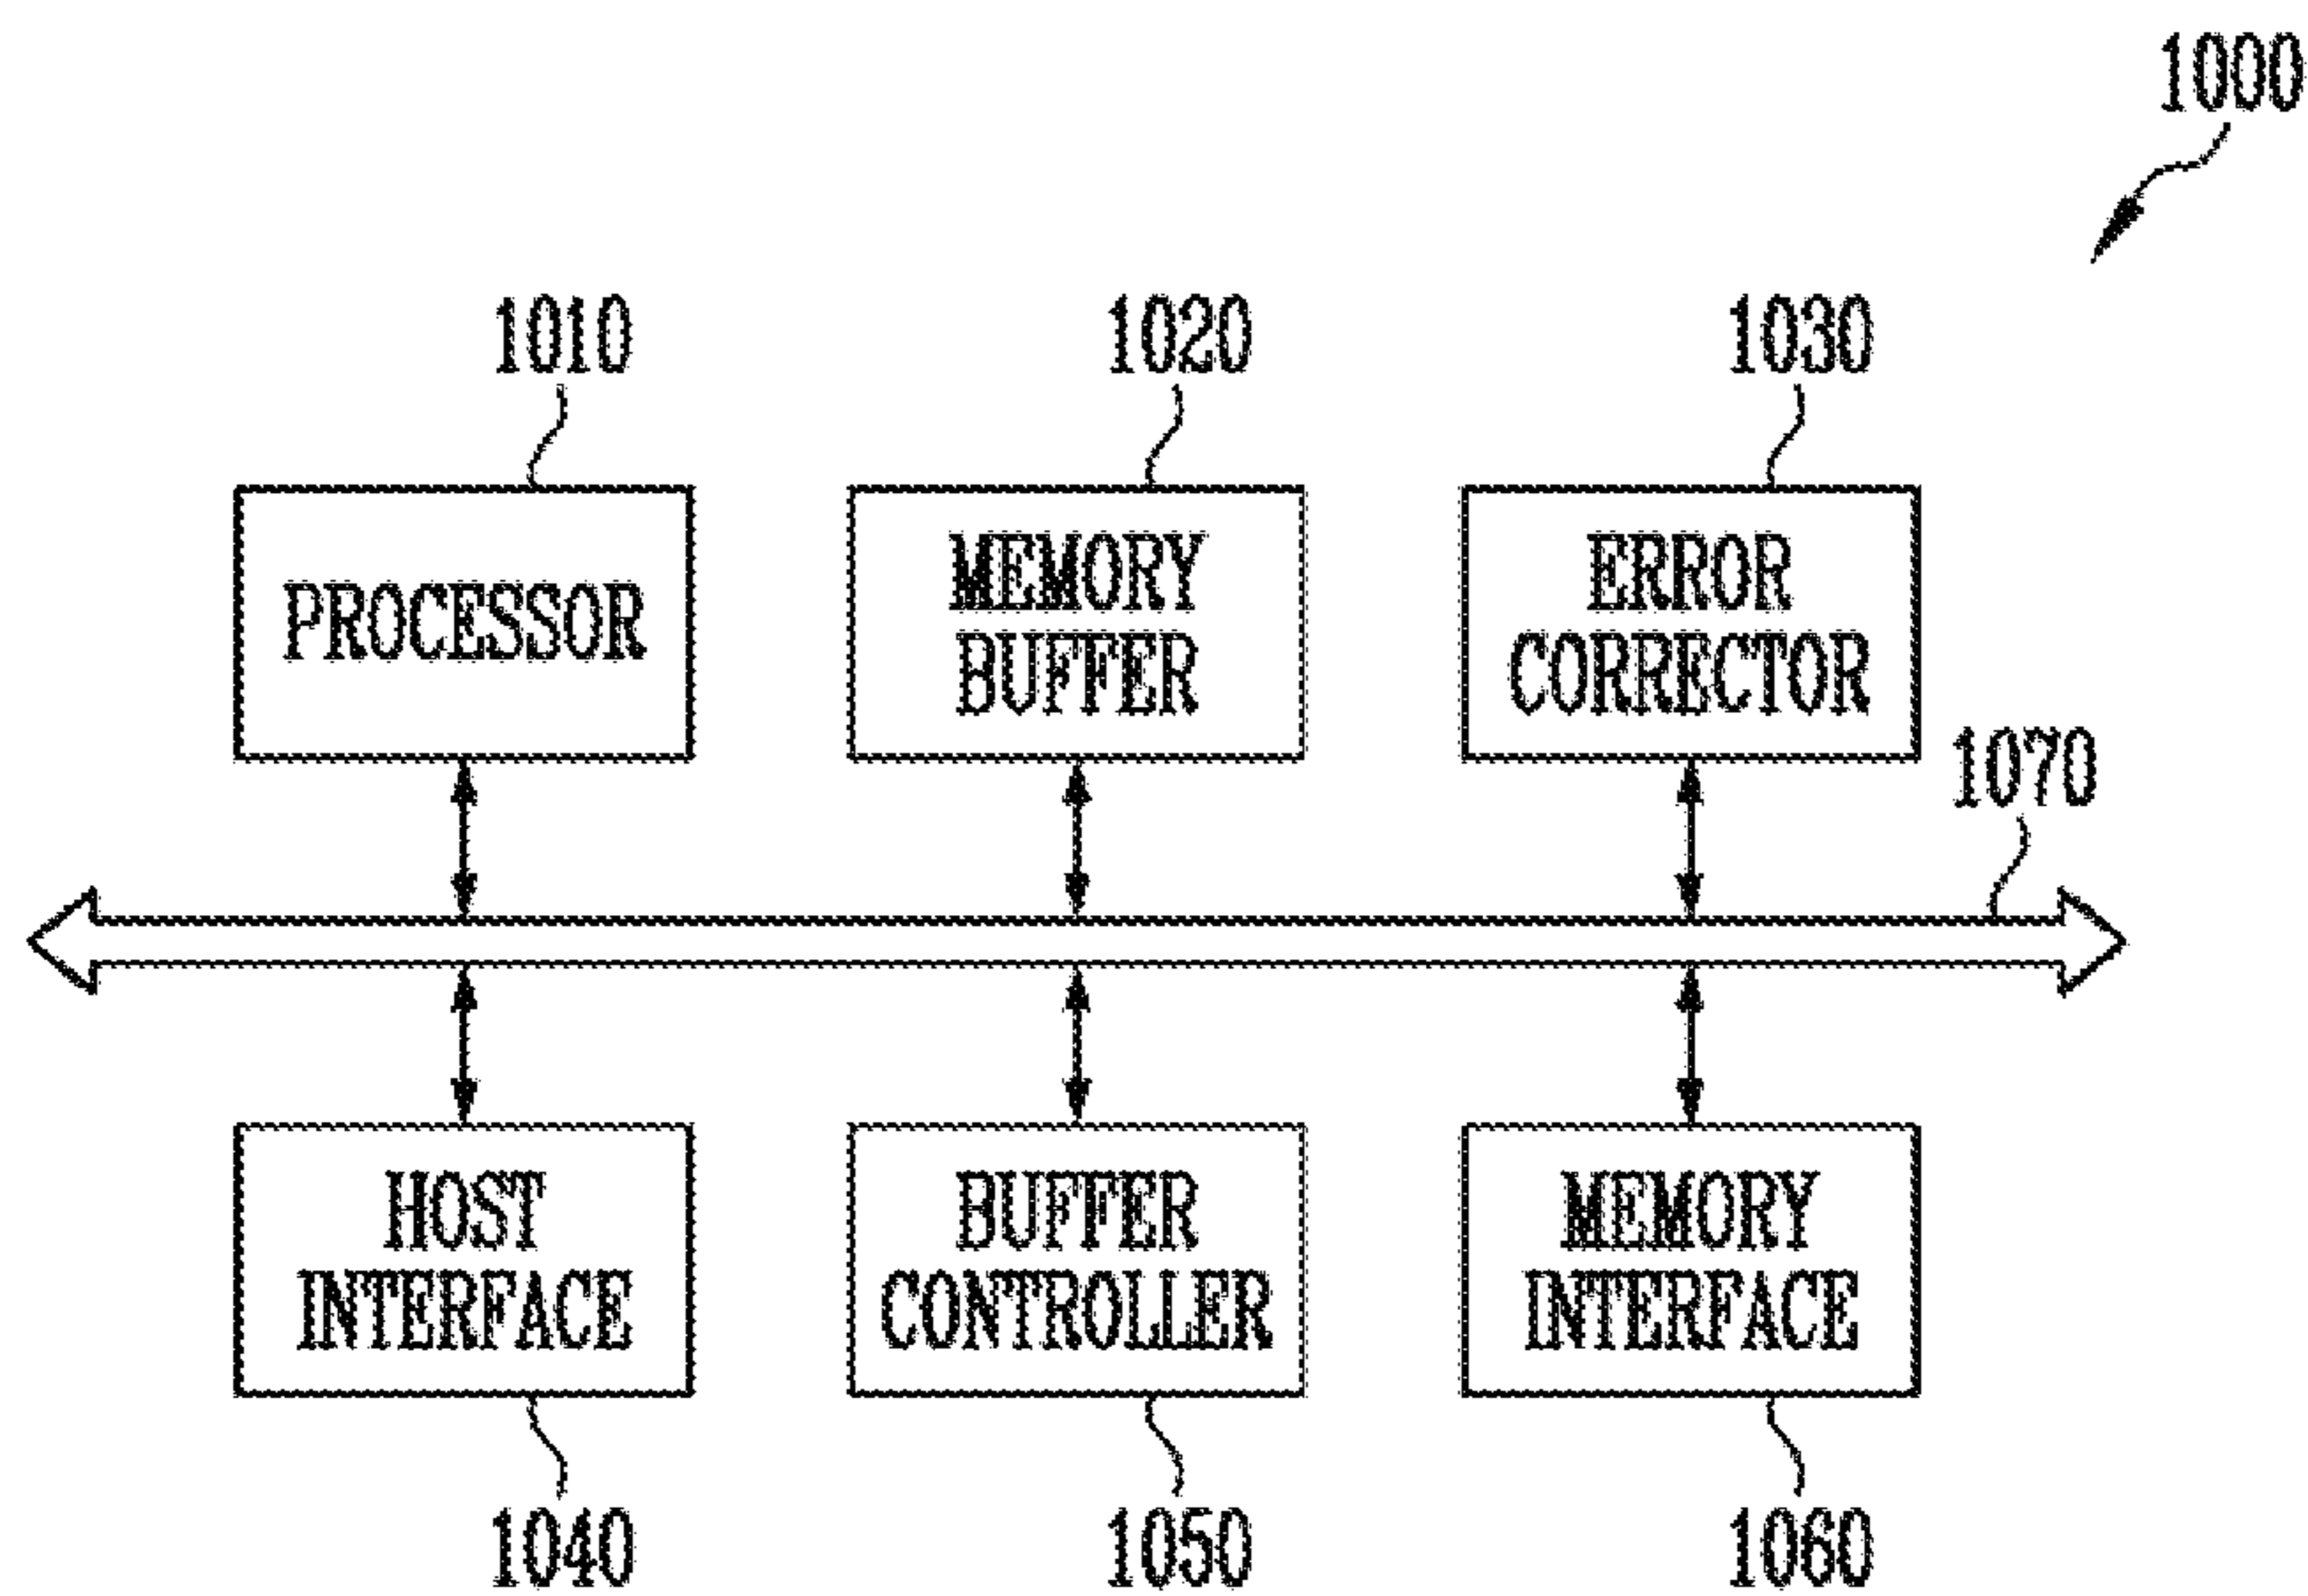 1000
1010
1020
1030
PROCESSOR
MEMORY
BUFFER
ERROR
CORRECTOR
1070
HOST
INTERFACE
BUFFER
CONTROLLER
MEMORY
INTERFACE
1040
1050
1060